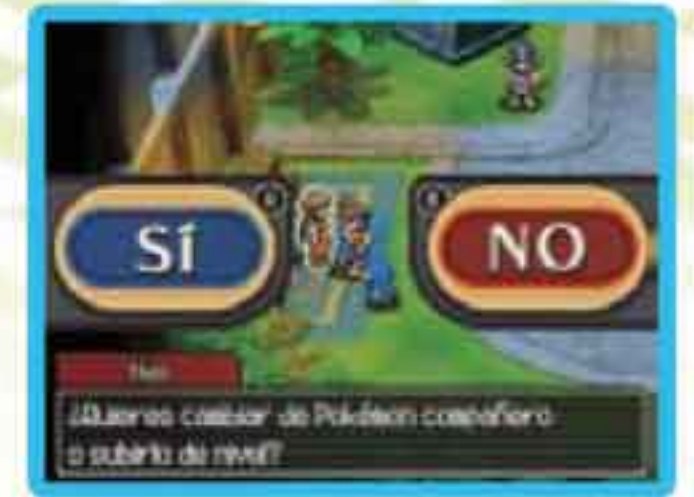 SÍ
NO
¿Quieres cambiar de Pokémon compañero
o subirlo de nivel?